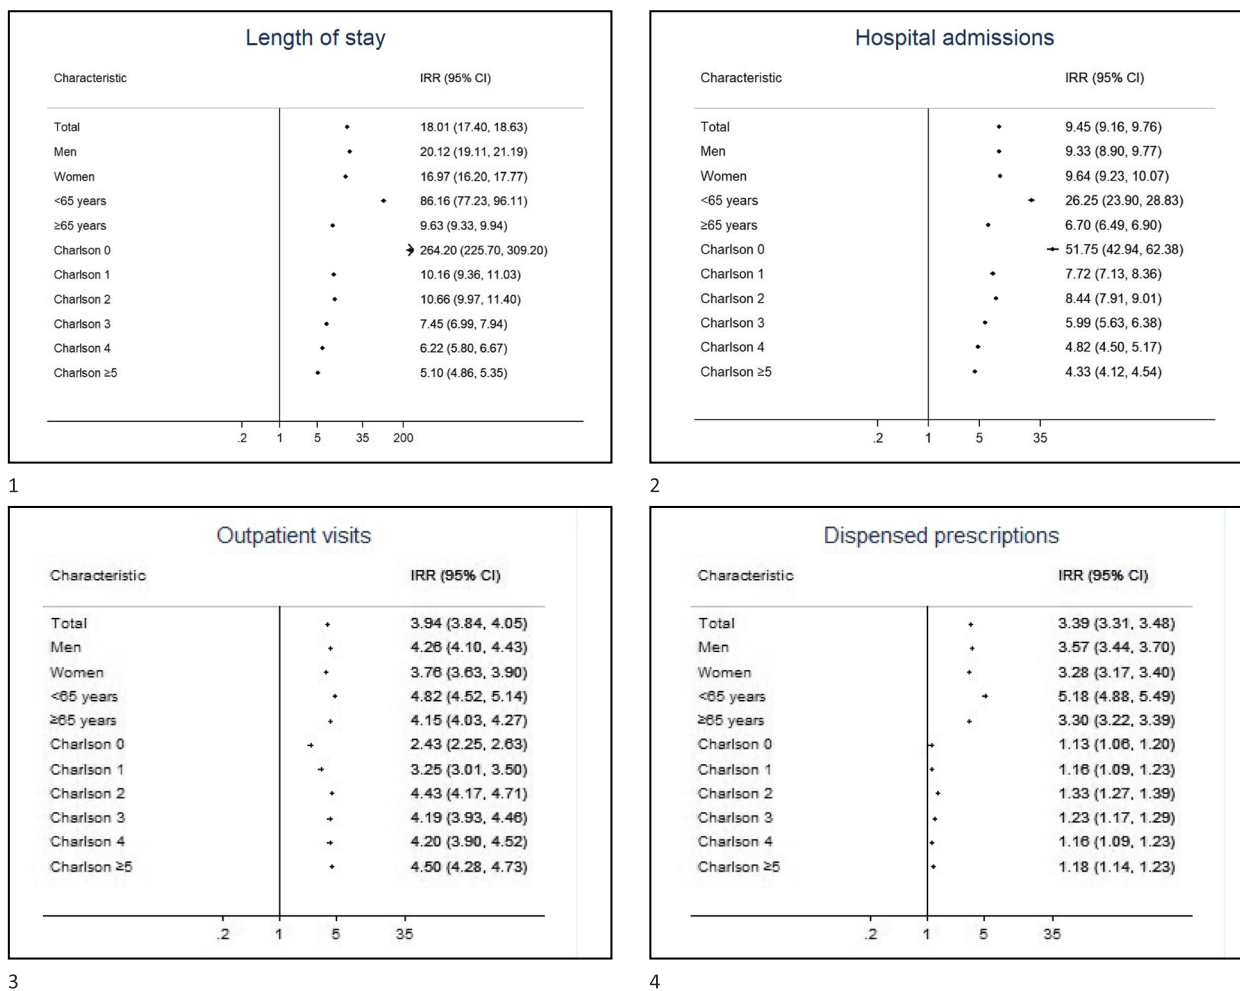 Length of stay
Characteristic IRR (95% CI)
Total 18.01 (17.40, 18.63)
Men 20.12 (19.11, 21.19)
Women 16.97 (16.20, 17.77)
<65 years 86.16 (77.23, 96.11)
≥65 years 9.63 (9.33, 9.94)
Charlson 0 264.20 (225.70, 309.20)
Charlson 1 10.16 (9.36, 11.03)
Charlson 2 10.66 (9.97, 11.40)
Charlson 3 7.45 (6.99, 7.94)
Charlson 4 6.22 (5.80, 6.67)
Charlson ≥5 5.10 (4.86, 5.35)
.2 1 5 35 200
1
Hospital admissions
Characteristic IRR (95% CI)
Total 9.45 (9.16, 9.76)
Men 9.33 (8.90, 9.77)
Women 9.64 (9.23, 10.07)
<65 years 26.25 (23.90, 28.83)
≥65 years 6.70 (6.49, 6.90)
Charlson 0 51.75 (42.94, 62.38)
Charlson 1 7.72 (7.13, 8.36)
Charlson 2 8.44 (7.91, 9.01)
Charlson 3 5.99 (5.63, 6.38)
Charlson 4 4.82 (4.50, 5.17)
Charlson ≥5 4.33 (4.12, 4.54)
.2 1 5 35
2
Outpatient visits
Characteristic IRR (95% CI)
Total 3.94 (3.84, 4.05)
Men 4.26 (4.10, 4.43)
Women 3.76 (3.63, 3.90)
<65 years 4.82 (4.52, 5.14)
≥65 years 4.15 (4.03, 4.27)
Charlson 0 2.43 (2.25, 2.63)
Charlson 1 3.25 (3.01, 3.50)
Charlson 2 4.43 (4.17, 4.71)
Charlson 3 4.19 (3.93, 4.46)
Charlson 4 4.20 (3.90, 4.52)
Charlson ≥5 4.50 (4.28, 4.73)
.2 1 5 35
3
Dispensed prescriptions
Characteristic IRR (95% CI)
Total 3.39 (3.31, 3.48)
Men 3.57 (3.44, 3.70)
Women 3.28 (3.17, 3.40)
<65 years 5.18 (4.88, 5.49)
≥65 years 3.30 (3.22, 3.39)
Charlson 0 1.13 (1.06, 1.20)
Charlson 1 1.16 (1.09, 1.23)
Charlson 2 1.33 (1.27, 1.39)
Charlson 3 1.23 (1.17, 1.29)
Charlson 4 1.16 (1.09, 1.23)
Charlson ≥5 1.18 (1.14, 1.23)
.2 1 5 35
4